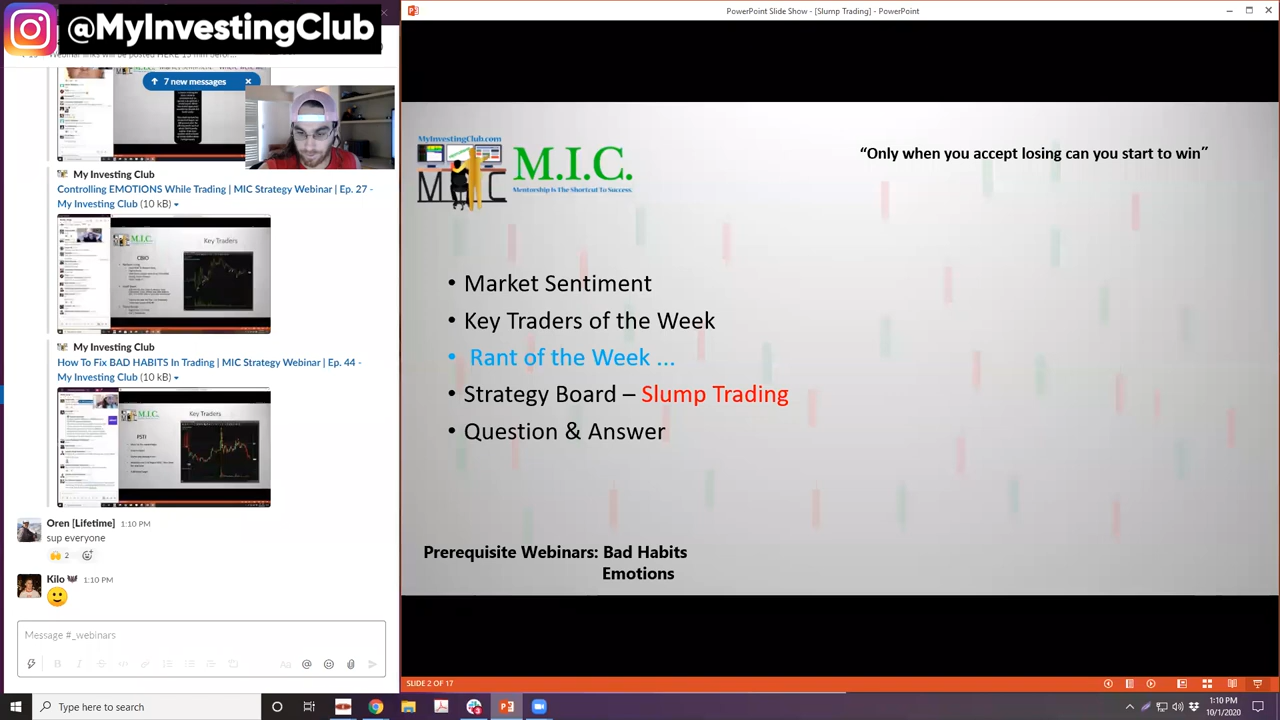 @MyInvestingClub
7 new messages
My Investing Club
Controlling EMOTIONS While Trading | MIC Strategy Webinar | Ep. 27 -
My Investing Club (10 kB)
Key Traders
My Investing Club
How To Fix BAD HABITS In Trading | MIC Strategy Webinar | Ep. 44 -
My Investing Club (10 kB)
Key Traders
Oren [Lifetime] 1:10 PM
sup everyone
2
Kilo 1:10 PM
Message #_webinars
PowerPoint Slide Show - [Slump Trading] - PowerPoint
MyInvestingClub.com
MIC
M.I.C.
Mentorship Is The Shortcut To Success.
“Only when you accept losing can you start to win”
• Market Sentiment
• Key Traders of the Week
• Rant of the Week ...
• Strategy Board – Slump Trading
• Question & Answer
Prerequisite Webinars: Bad Habits
Emotions
SLIDE 2 OF 17
Type here to search
1:10 PM
10/1/2020